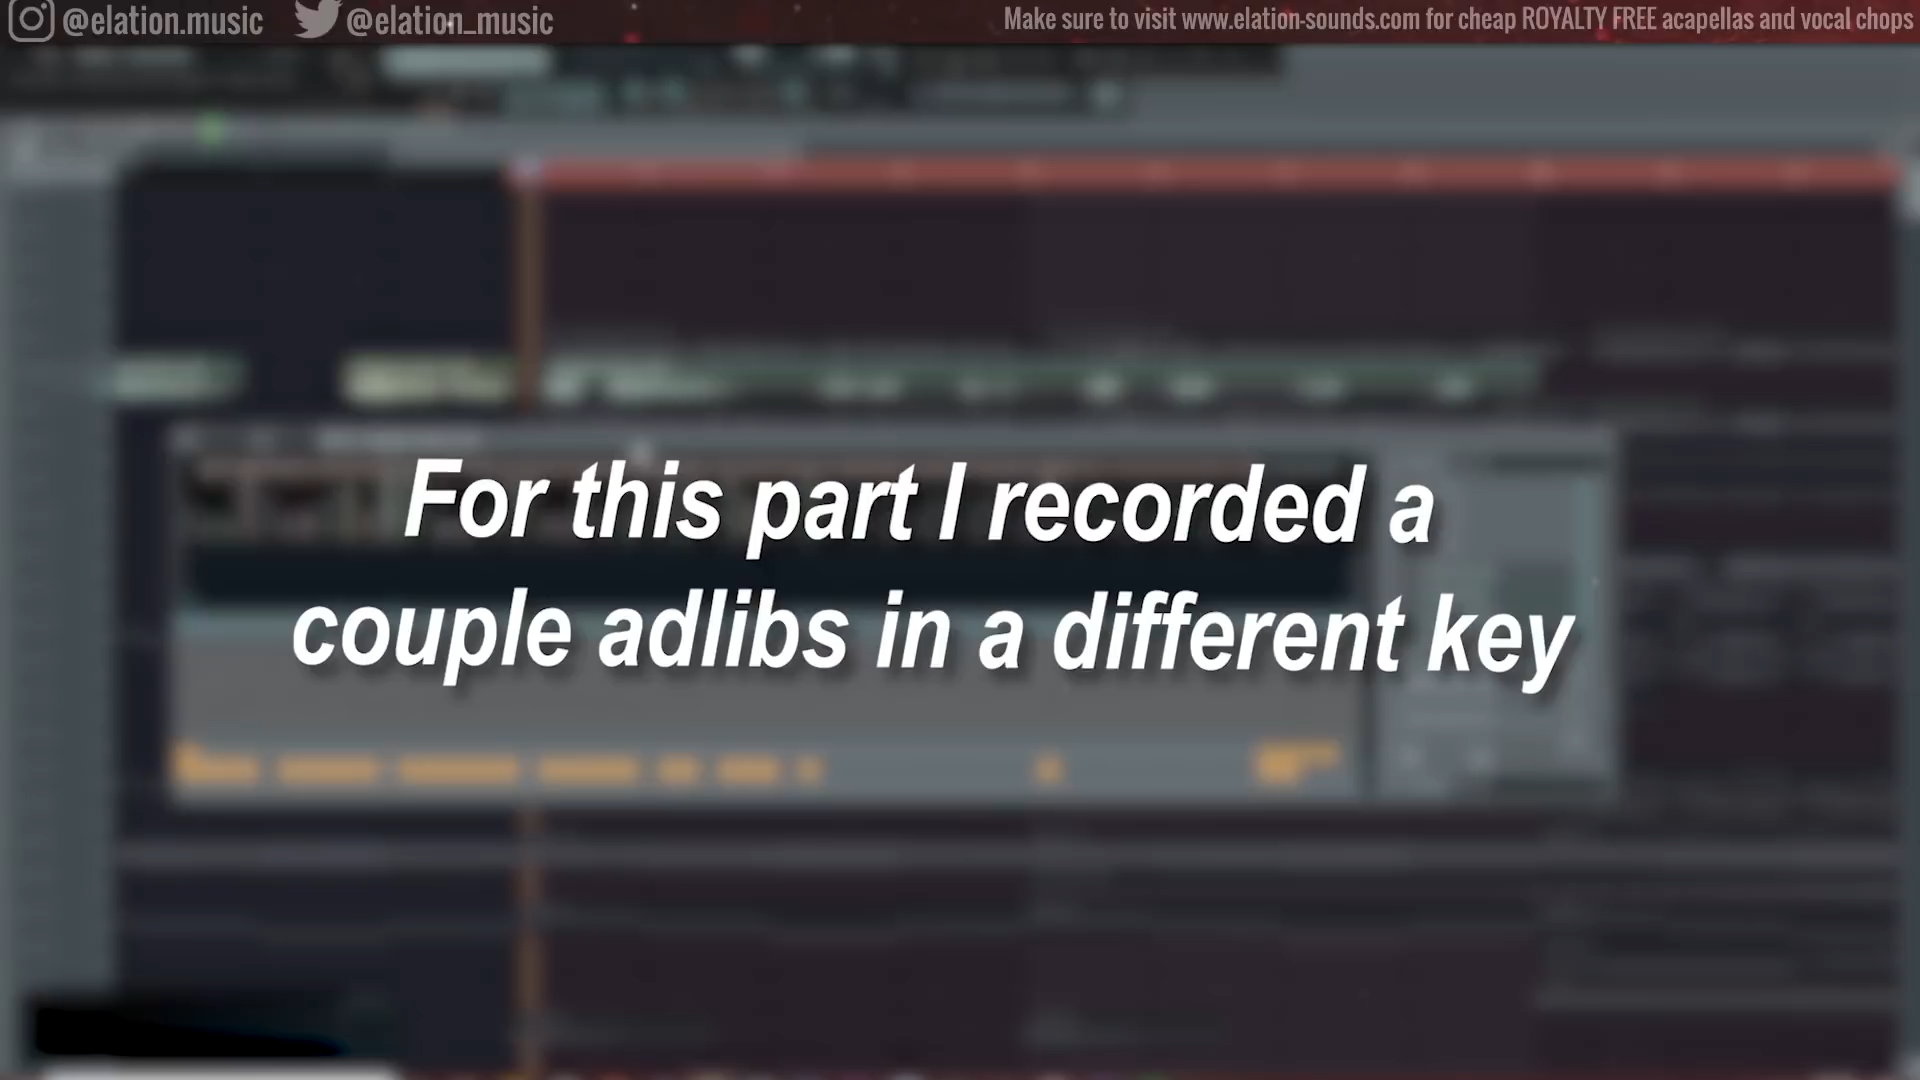 @elation.music @elation_music Make sure to visit www.elation-sounds.com for cheap ROYALTY FREE acapellas and vocal chops
For this part I recorded a
couple adlibs in a different key